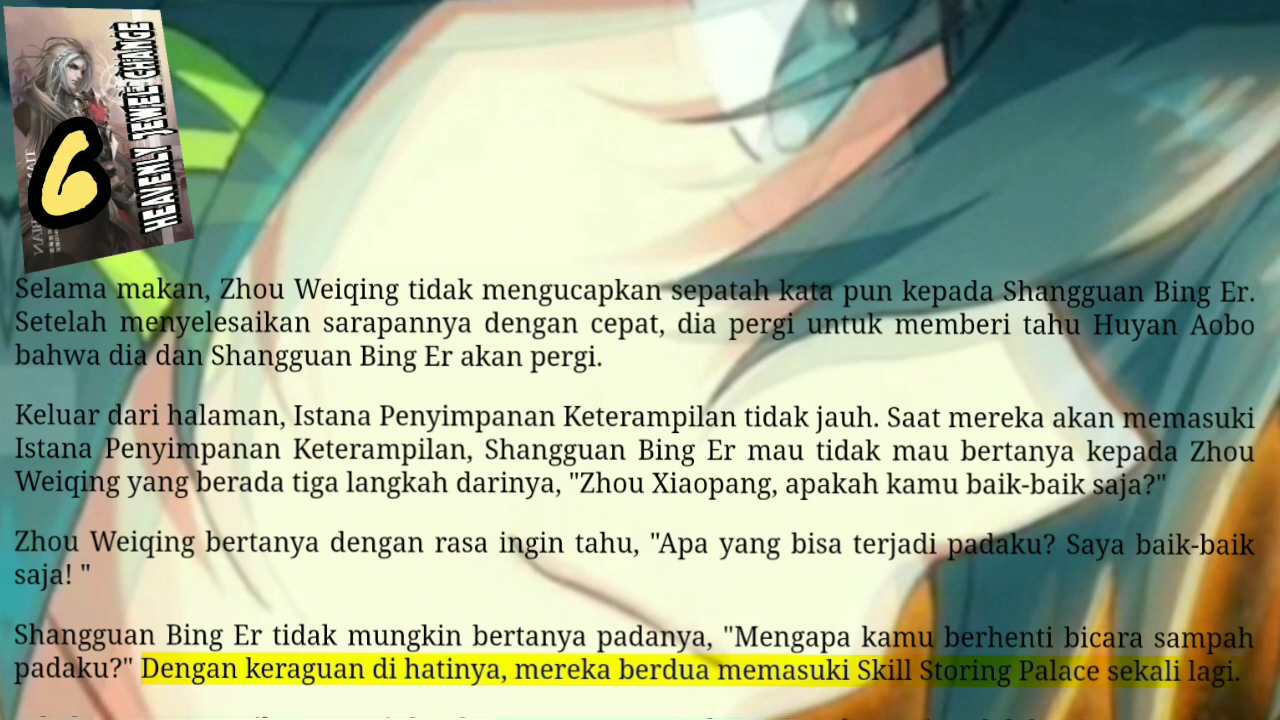 HEAVENLY JEWEL CHANGE
6
Selama makan, Zhou Weiqing tidak mengucapkan sepatah kata pun kepada Shangguan Bing Er.
Setelah menyelesaikan sarapannya dengan cepat, dia pergi untuk memberi tahu Huyan Aobo
bahwa dia dan Shangguan Bing Er akan pergi.
Keluar dari halaman, Istana Penyimpanan Keterampilan tidak jauh. Saat mereka akan memasuki
Istana Penyimpanan Keterampilan, Shangguan Bing Er mau tidak mau bertanya kepada Zhou
Weiqing yang berada tiga langkah darinya, "Zhou Xiaopang, apakah kamu baik-baik saja?"
Zhou Weiqing bertanya dengan rasa ingin tahu, "Apa yang bisa terjadi padaku? Saya baik-baik
saja! "
Shangguan Bing Er tidak mungkin bertanya padanya, "Mengapa kamu berhenti bicara sampah
padaku?" Dengan keraguan di hatinya, mereka berdua memasuki Skill Storing Palace sekali lagi.